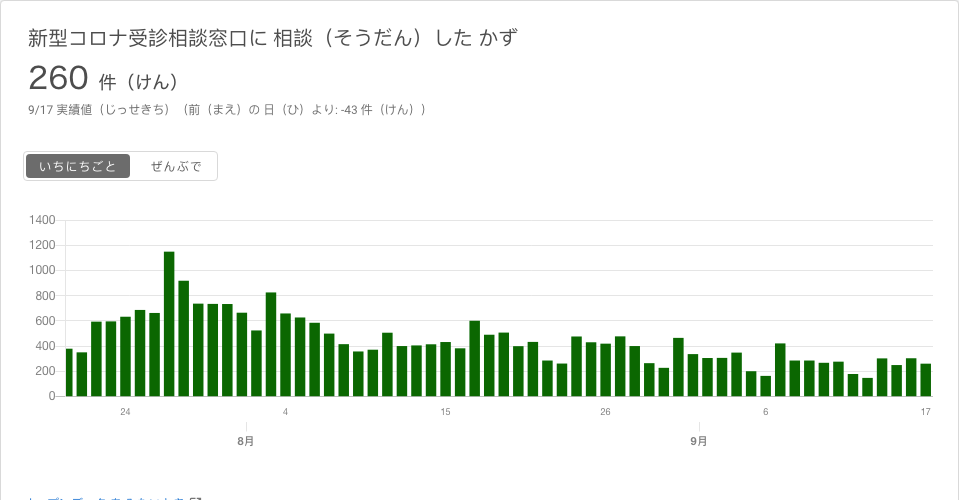 新型コロナ受診相談窓口に 相談（そうだん）した かず
260 件（けん）
9/17 実績値（じっせきち）（前（まえ）の 日（ひ）より: -43 件（けん））
いちにちごと ぜんぶで
1400
1200
1000
800
600
400
200
0
24 4 15 26 6 17
8月 9月